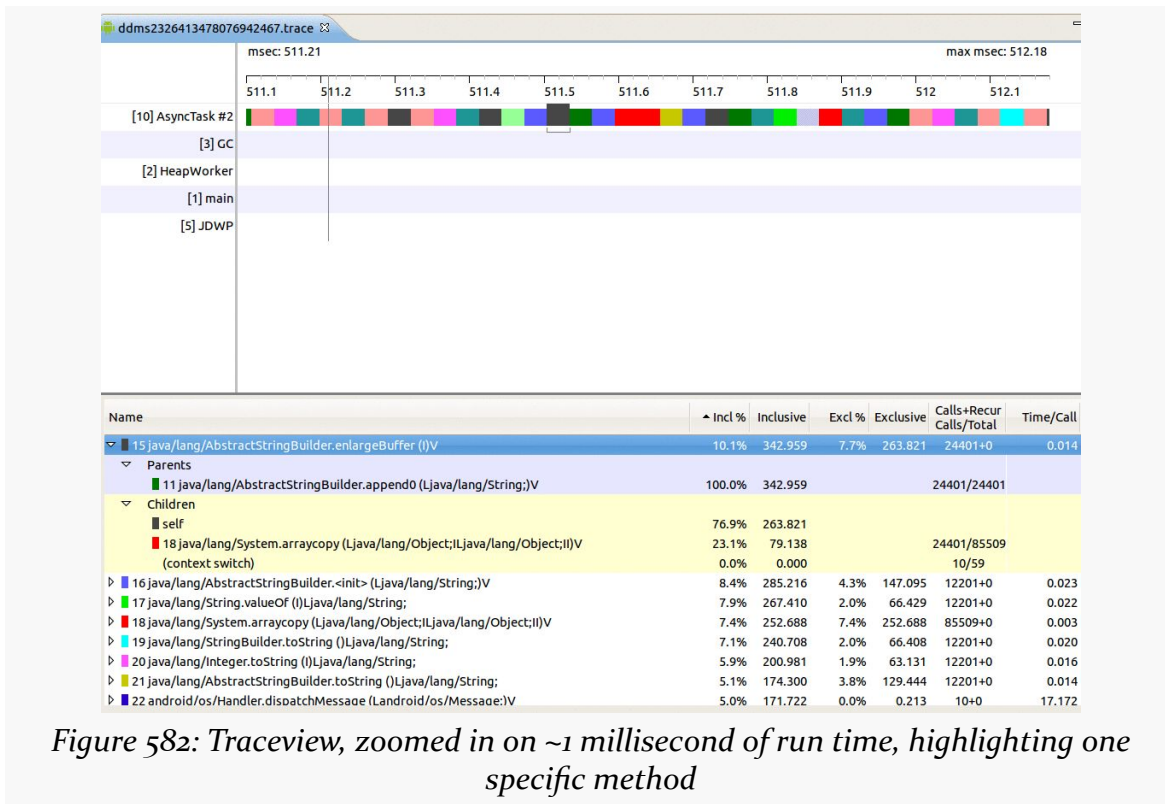 ddms2326413478076942467.trace
msec: 511.21 max msec: 512.18
511.1 511.2 511.3 511.4 511.5 511.6 511.7 511.8 511.9 512 512.1
[10] AsyncTask #2
[3] GC
[2] HeapWorker
[1] main
[5] JDWP
Name Incl % Inclusive Excl % Exclusive Calls+Recur Calls/Total Time/Call
15 java/lang/AbstractStringBuilder.enlargeBuffer (I)V 10.1% 342.959 7.7% 263.821 24401+0 0.014
Parents
11 java/lang/AbstractStringBuilder.append0 (Ljava/lang/String;)V 100.0% 342.959 24401/24401
Children
self 76.9% 263.821
18 java/lang/System.arraycopy (Ljava/lang/Object;ILjava/lang/Object;II)V 23.1% 79.138 24401/85509
(context switch) 0.0% 0.000 10/59
16 java/lang/AbstractStringBuilder.<init> (Ljava/lang/String;)V 8.4% 285.216 4.3% 147.095 12201+0 0.023
17 java/lang/String.valueOf (I)Ljava/lang/String; 7.9% 267.410 2.0% 66.429 12201+0 0.022
18 java/lang/System.arraycopy (Ljava/lang/Object;ILjava/lang/Object;II)V 7.4% 252.688 7.4% 252.688 85509+0 0.003
19 java/lang/StringBuilder.toString ()Ljava/lang/String; 7.1% 240.708 2.0% 66.408 12201+0 0.020
20 java/lang/Integer.toString (I)Ljava/lang/String; 5.9% 200.981 1.9% 63.131 12201+0 0.016
21 java/lang/AbstractStringBuilder.toString ()Ljava/lang/String; 5.1% 174.300 3.8% 129.444 12201+0 0.014
22 android/os/Handler.dispatchMessage (Landroid/os/Message;)V 5.0% 171.722 0.0% 0.213 10+0 17.172
Figure 582: Traceview, zoomed in on ~1 millisecond of run time, highlighting one
specific method